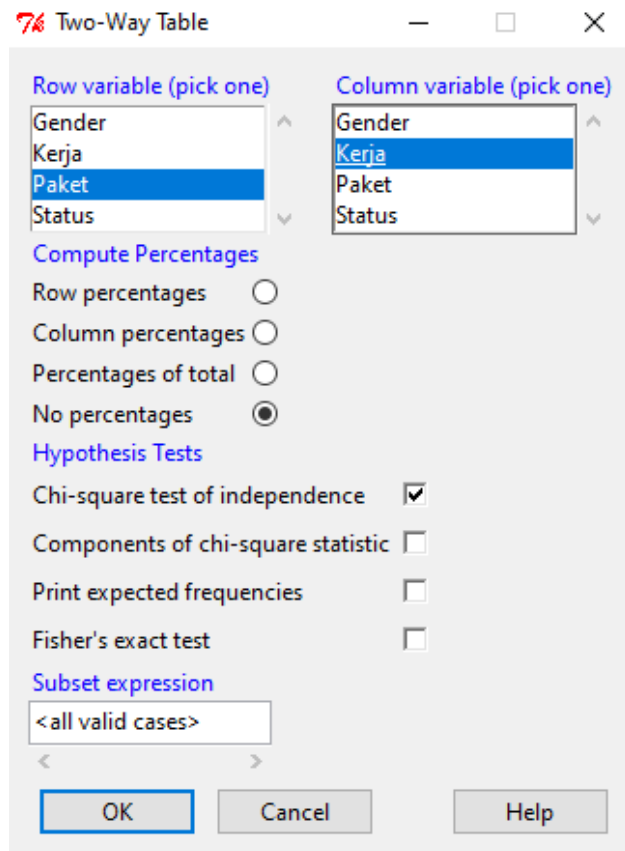 Two-Way Table
Row variable (pick one) Column variable (pick one)
Gender Gender
Kerja Kerja
Paket Paket
Status Status
Compute Percentages
Row percentages
Column percentages
Percentages of total
No percentages
Hypothesis Tests
Chi-square test of independence
Components of chi-square statistic
Print expected frequencies
Fisher's exact test
Subset expression
<all valid cases>
OK Cancel Help